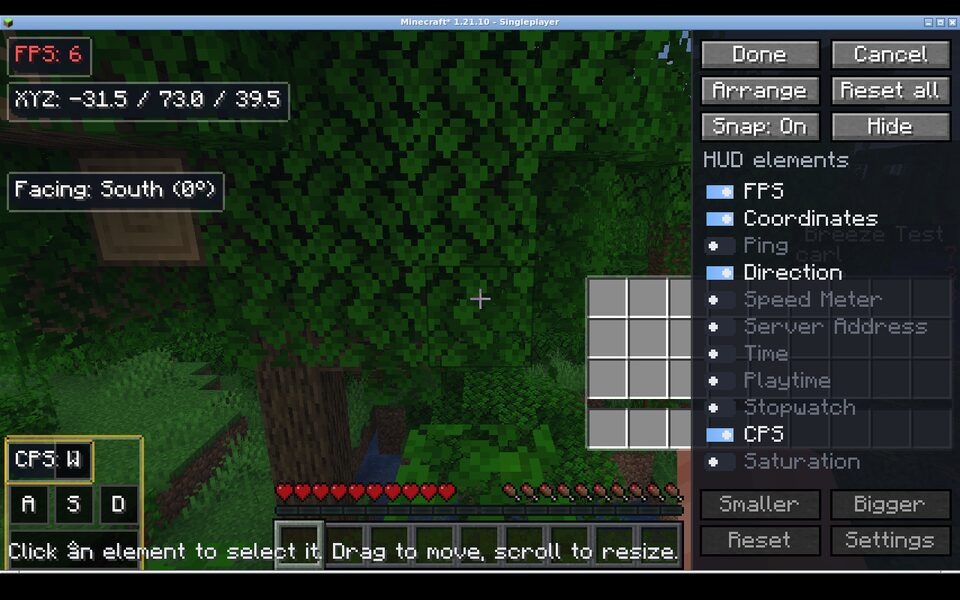 Minecraft* 1.21.10 - Singleplayer
FPS: 6
XYZ: -31.5 / 73.0 / 39.5
Facing: South (0°)
Done
Cancel
Arrange
Reset all
Snap: On
Hide
HUD elements
FPS
Coordinates
Ping
Breeze Test
Direction
Speed Meter
Server Address
Time
Playtime
Stopwatch
CPS
Saturation
Smaller
Bigger
Reset
Settings
CPS W
A S D
Click an element to select it. Drag to move, scroll to resize.